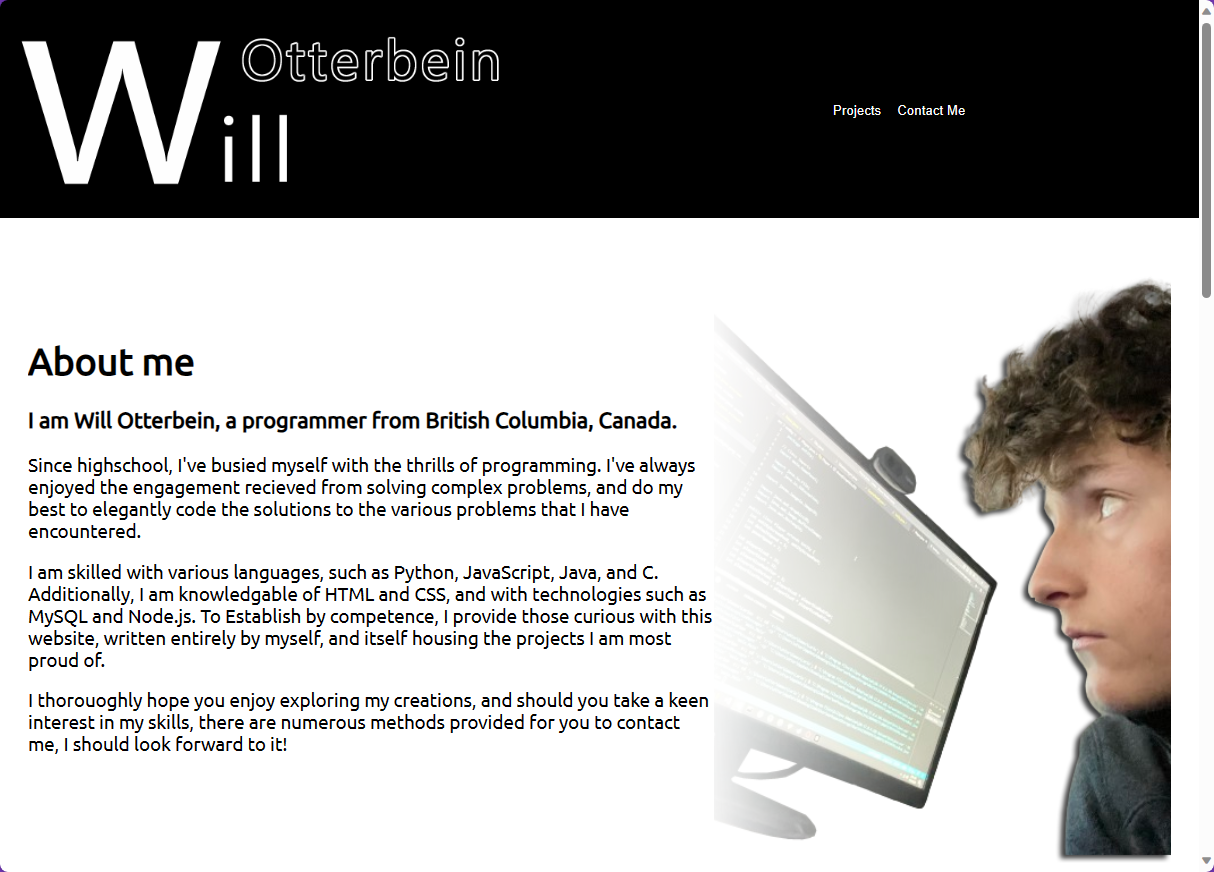 Otterbein
Will
Projects Contact Me
About me
I am Will Otterbein, a programmer from British Columbia, Canada.
Since highschool, I've busied myself with the thrills of programming. I've always
enjoyed the engagement recieved from solving complex problems, and do my
best to elegantly code the solutions to the various problems that I have
encountered.
I am skilled with various languages, such as Python, JavaScript, Java, and C.
Additionally, I am knowledgable of HTML and CSS, and with technologies such as
MySQL and Node.js. To Establish by competence, I provide those curious with this
website, written entirely by myself, and itself housing the projects I am most
proud of.
I thorouoghly hope you enjoy exploring my creations, and should you take a keen
interest in my skills, there are numerous methods provided for you to contact
me, I should look forward to it!